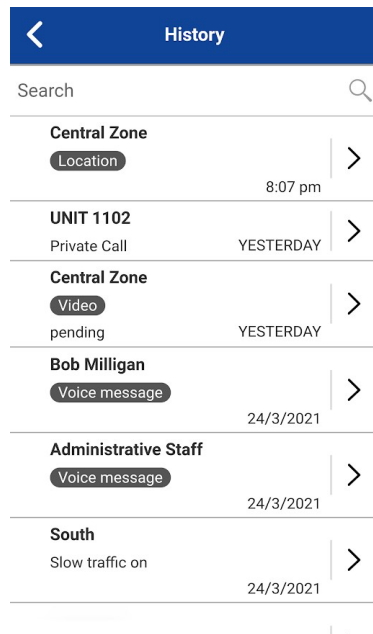 History
Search
Central Zone
Location
8:07 pm
UNIT 1102
Private Call YESTERDAY
Central Zone
Video
pending YESTERDAY
Bob Milligan
Voice message
24/3/2021
Administrative Staff
Voice message
24/3/2021
South
Slow traffic on
24/3/2021